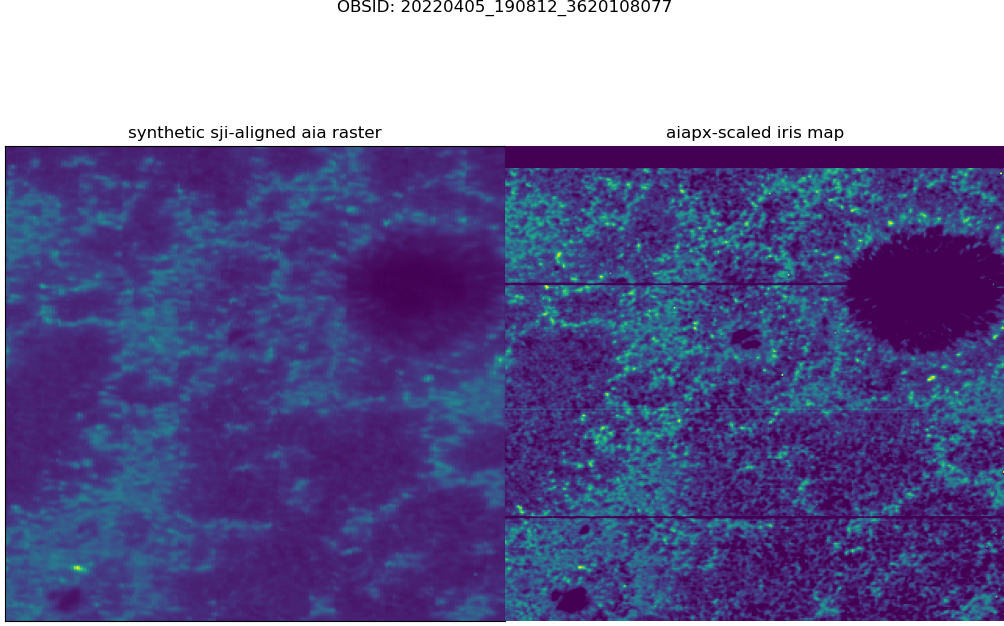 OBSID: 20220405_190812_3620108077
synthetic sji-aligned aia raster
aiapx-scaled iris map